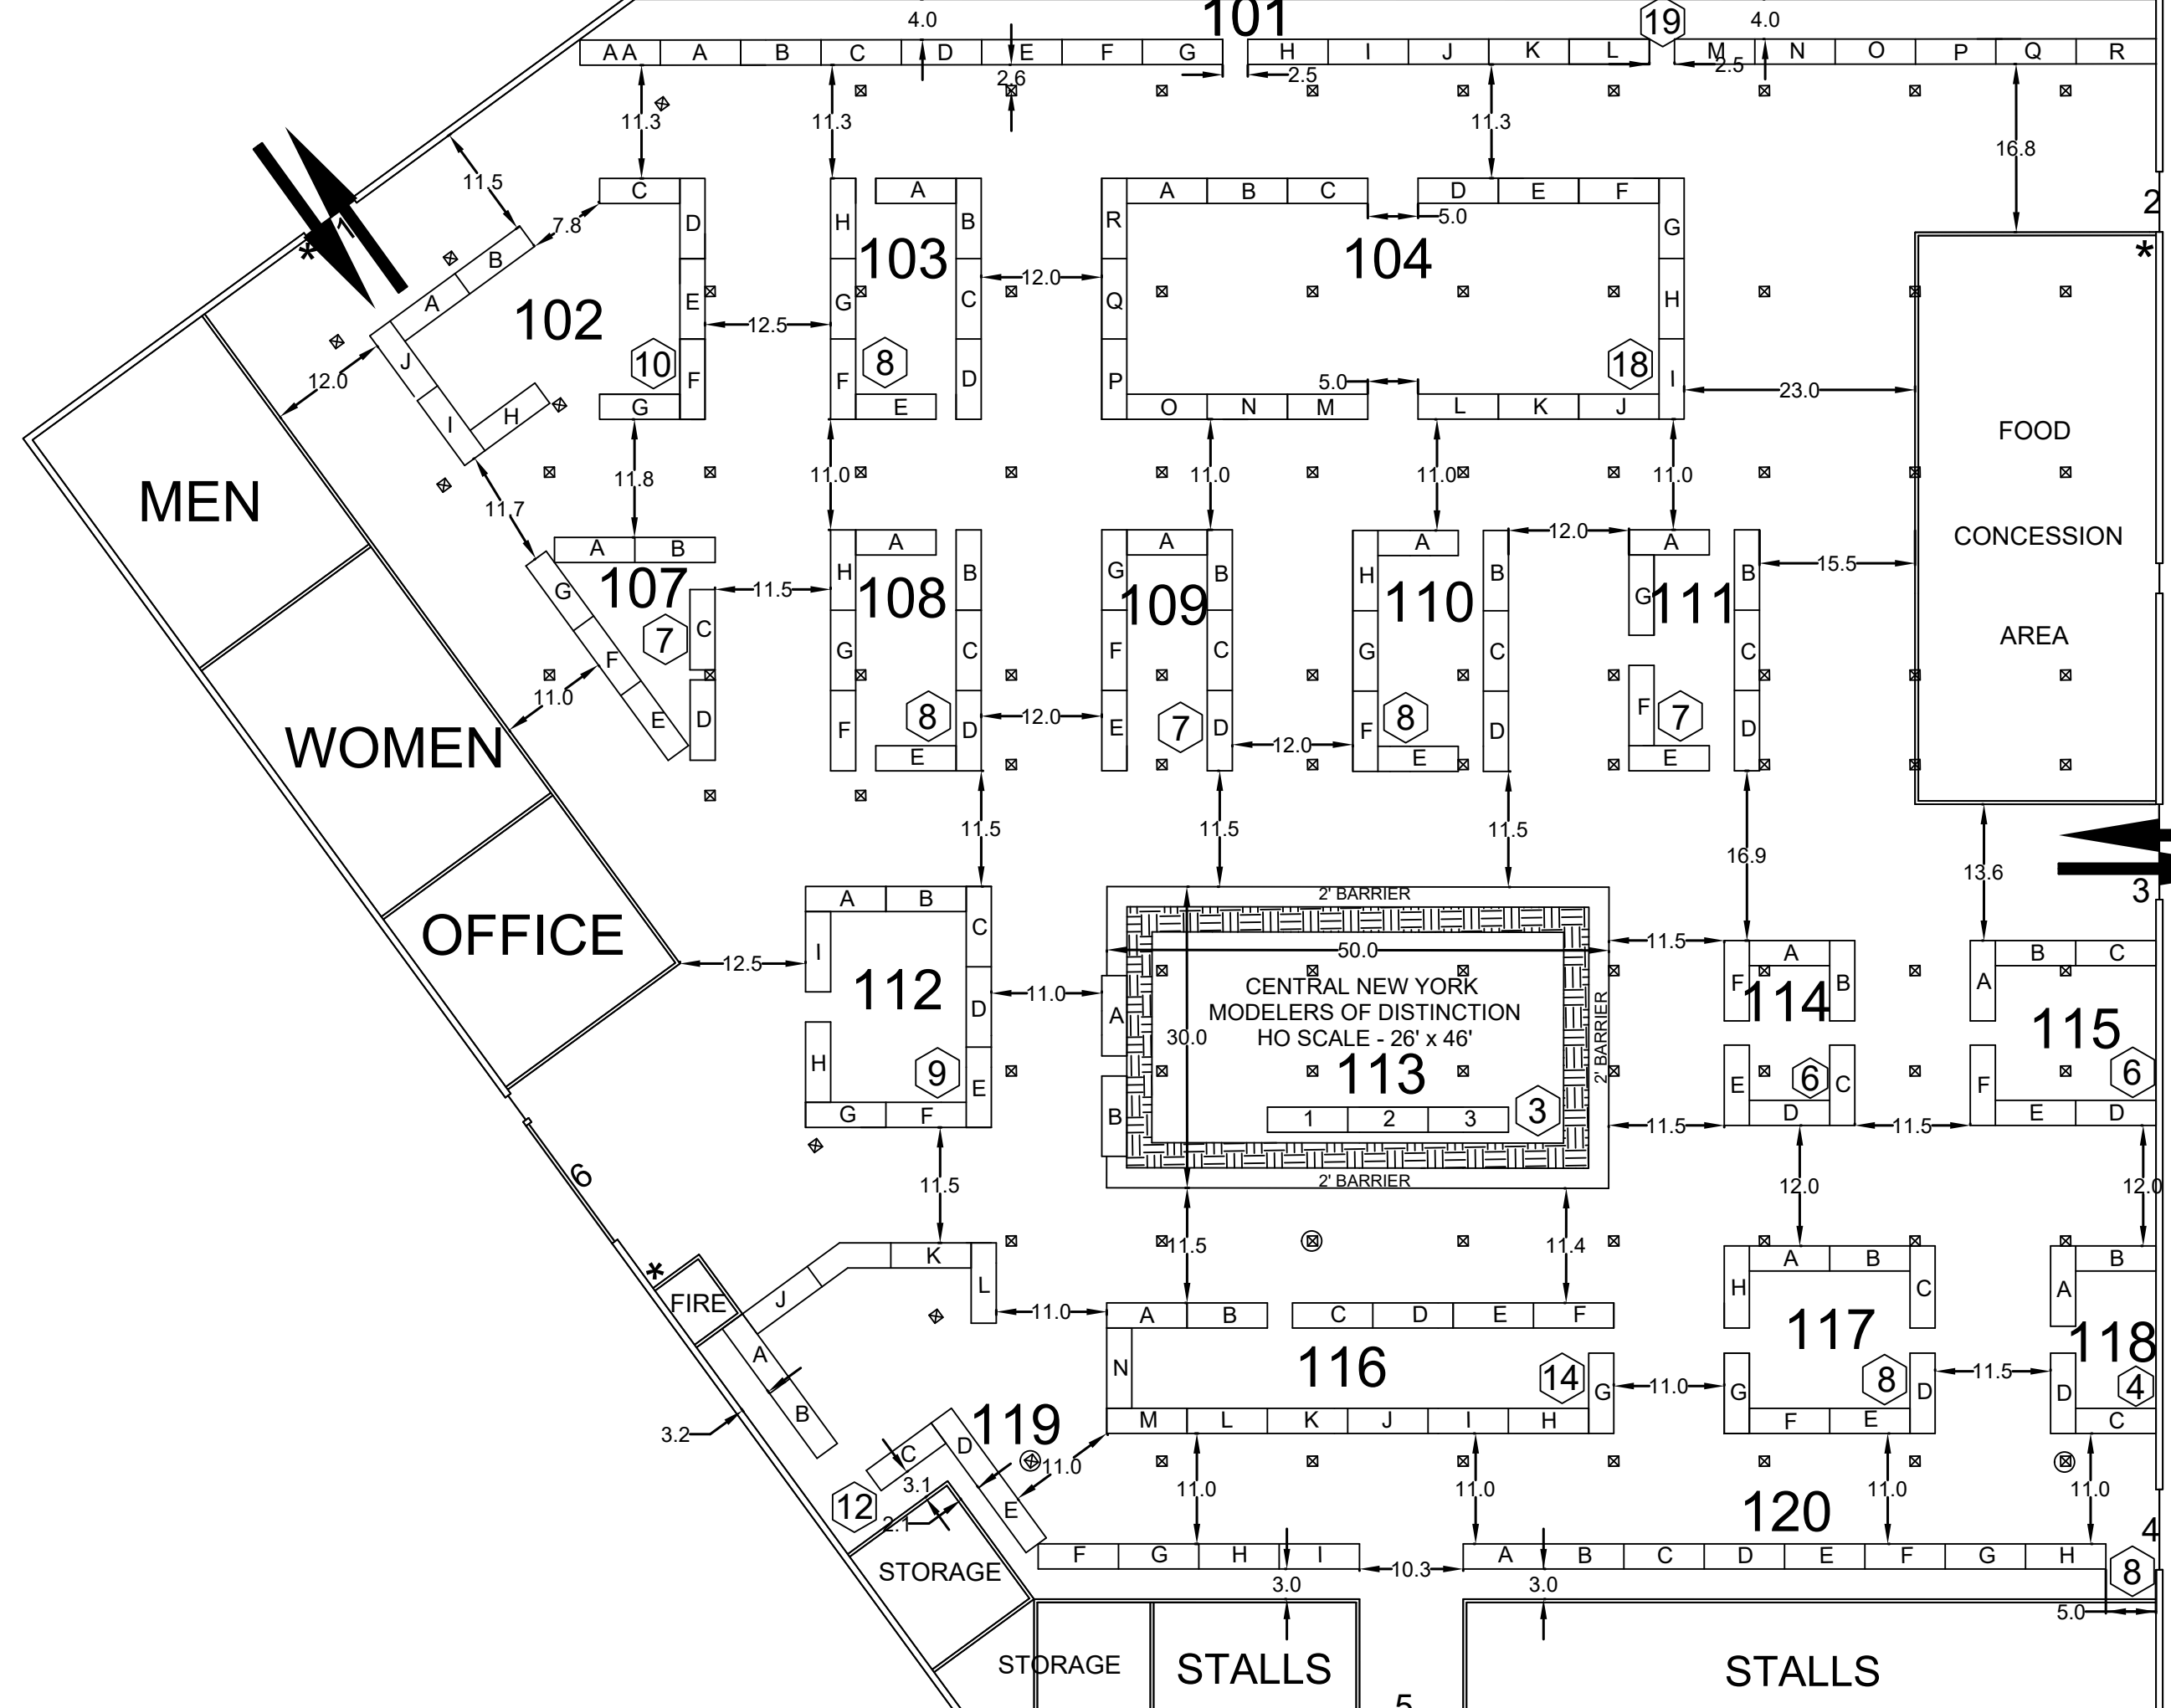 101
19
4.0
4.0
AA A B C D E F G H I J K L M N O P Q R
2.6
2.5
2.5
11.3
11.3
11.3
16.8
11.5
7.8
1
2
*
*
C
D
E
F
G
H
I
J
A
B
102
10
12.0
12.5
H
G
F
A
B
C
D
E
103
8
12.0
R
Q
P
A B C
D E F
5.0
104
G
H
I
18
5.0
O N M
L K J
23.0
FOOD
CONCESSION
AREA
MEN
WOMEN
OFFICE
11.7
11.8
11.0
11.0
11.0
11.0
12.0
A B
107
G
F
E
C
D
7
11.0
11.5
H
G
F
A
108
B
C
D
E
8
12.0
G
F
E
A
109
B
C
D
7
12.0
H
G
F
A
110
B
C
D
E
8
A
G
111
B
C
D
F
E
7
15.5
11.5
11.5
11.5
16.9
13.6
3
A B
C
D
E
F
G
H
I
112
9
12.5
11.0
2' BARRIER
50.0
30.0
CENTRAL NEW YORK
MODELERS OF DISTINCTION
HO SCALE - 26' x 46'
113
1 2 3
3
A
B
2' BARRIER
2' BARRIER
11.5
11.5
F
A
B
114
E
6
C
D
11.5
A
B C
115
F
6
E D
11.5
11.5
11.4
12.0
12.0
6
*
FIRE
J
K
L
11.0
A
B
3.2
C
D
E
119
12
3.1
2.1
11.0
A B C D E F
N
116
14
G
M L K J I H
11.0
H
A B
C
117
G
8
D
F E
11.5
A
B
118
D
4
C
11.0
11.0
11.0
11.0
120
4
F G H I
10.3
A B C D E F G H
8
3.0
3.0
5.0
STORAGE
STORAGE
STALLS
STALLS
5